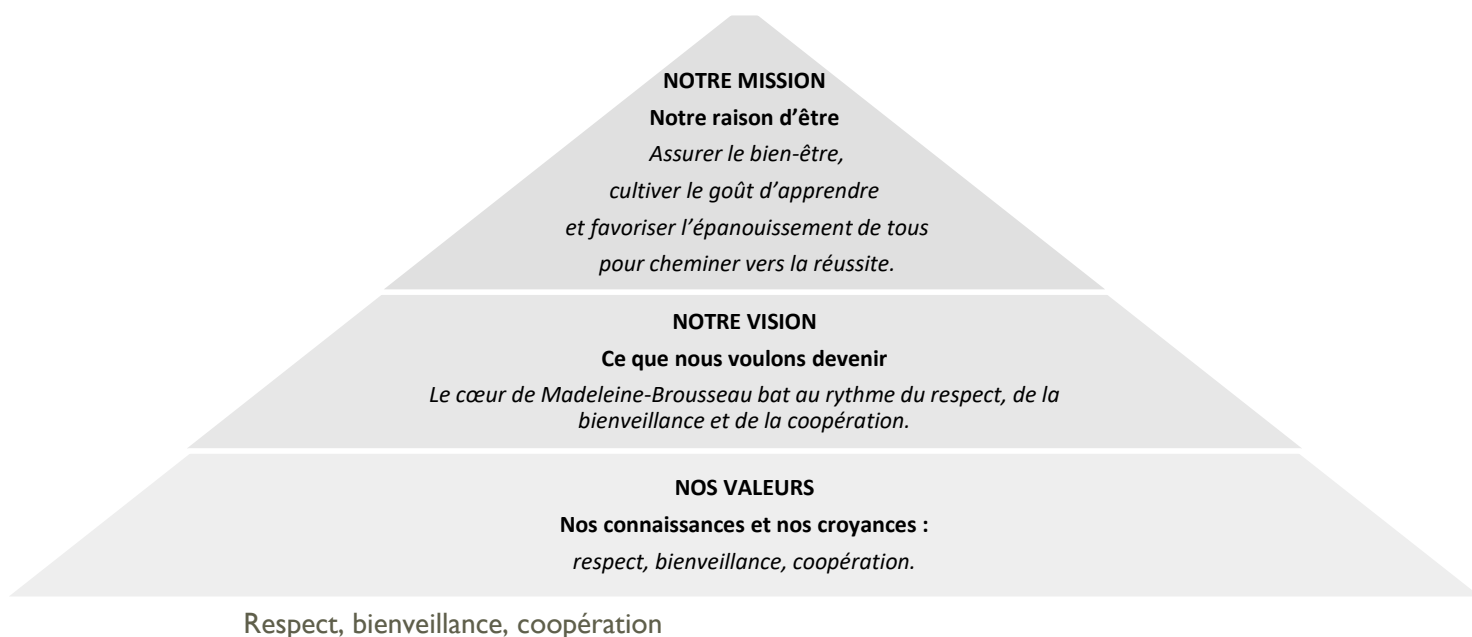 NOTRE MISSION
Notre raison d’être
Assurer le bien-être,
cultiver le goût d’apprendre
et favoriser l’épanouissement de tous
pour cheminer vers la réussite.
NOTRE VISION
Ce que nous voulons devenir
Le cœur de Madeleine-Brousseau bat au rythme du respect, de la
bienveillance et de la coopération.
NOS VALEURS
Nos connaissances et nos croyances :
respect, bienveillance, coopération.
Respect, bienveillance, coopération